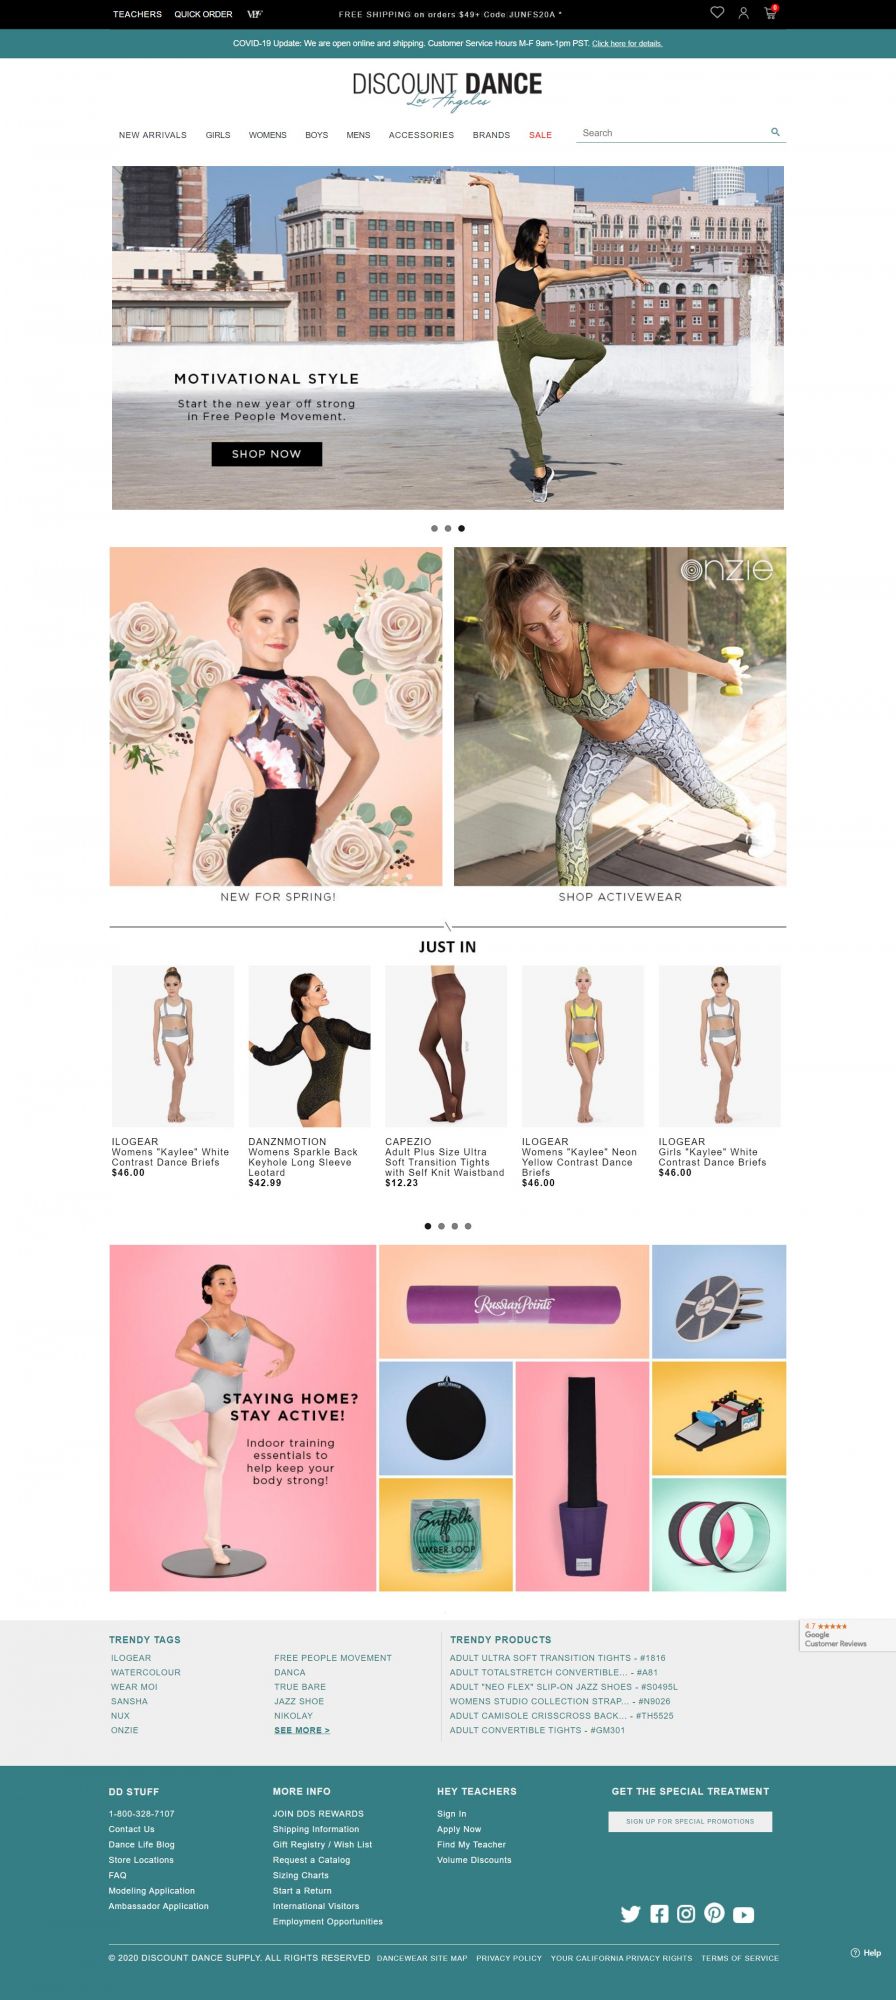 TEACHERS QUICK ORDER
FREE SHIPPING on orders $49+ Code JUNFS20A *
0
COVID-19 Update: We are open online and shipping. Customer Service Hours M-F 9am-1pm PST. Click here for details.
DISCOUNT DANCE
Los Angeles
NEW ARRIVALS GIRLS WOMENS BOYS MENS ACCESSORIES BRANDS SALE Search
MOTIVATIONAL STYLE
Start the new year off strong
in Free People Movement.
SHOP NOW
onzie
NEW FOR SPRING!
SHOP ACTIVEWEAR
JUST IN
ILOGEAR
Womens "Kaylee" White
Contrast Dance Briefs
$46.00
DANZNMOTION
Womens Sparkle Back
Keyhole Long Sleeve
Leotard
$42.99
CAPEZIO
Adult Plus Size Ultra
Soft Transition Tights
with Self Knit Waistband
$12.23
ILOGEAR
Womens "Kaylee" Neon
Yellow Contrast Dance
Briefs
$46.00
ILOGEAR
Girls "Kaylee" White
Contrast Dance Briefs
$46.00
STAYING HOME?
STAY ACTIVE!
Indoor training
essentials to
help keep your
body strong!
Russian Pointe
Suffolk
LIMBER LOOP
4.7
Google
Customer Reviews
TRENDY TAGS
ILOGEAR
WATERCOLOUR
WEAR MOI
SANSHA
NUX
ONZIE
FREE PEOPLE MOVEMENT
DANCA
TRUE BARE
JAZZ SHOE
NIKOLAY
SEE MORE >
TRENDY PRODUCTS
ADULT ULTRA SOFT TRANSITION TIGHTS - #1816
ADULT TOTALSTRETCH CONVERTIBLE... - #A81
ADULT "NEO FLEX" SLIP-ON JAZZ SHOES - #S0495L
WOMENS STUDIO COLLECTION STRAP... - #N9026
ADULT CAMISOLE CRISSCROSS BACK... - #TH5525
ADULT CONVERTIBLE TIGHTS - #GM301
DD STUFF
1-800-328-7107
Contact Us
Dance Life Blog
Store Locations
FAQ
Modeling Application
Ambassador Application
MORE INFO
JOIN DDS REWARDS
Shipping Information
Gift Registry / Wish List
Request a Catalog
Sizing Charts
Start a Return
International Visitors
Employment Opportunities
HEY TEACHERS
Sign In
Apply Now
Find My Teacher
Volume Discounts
GET THE SPECIAL TREATMENT
SIGN UP FOR SPECIAL PROMOTIONS
Help
© 2020 DISCOUNT DANCE SUPPLY. ALL RIGHTS RESERVED DANCEWEAR SITE MAP PRIVACY POLICY YOUR CALIFORNIA PRIVACY RIGHTS TERMS OF SERVICE